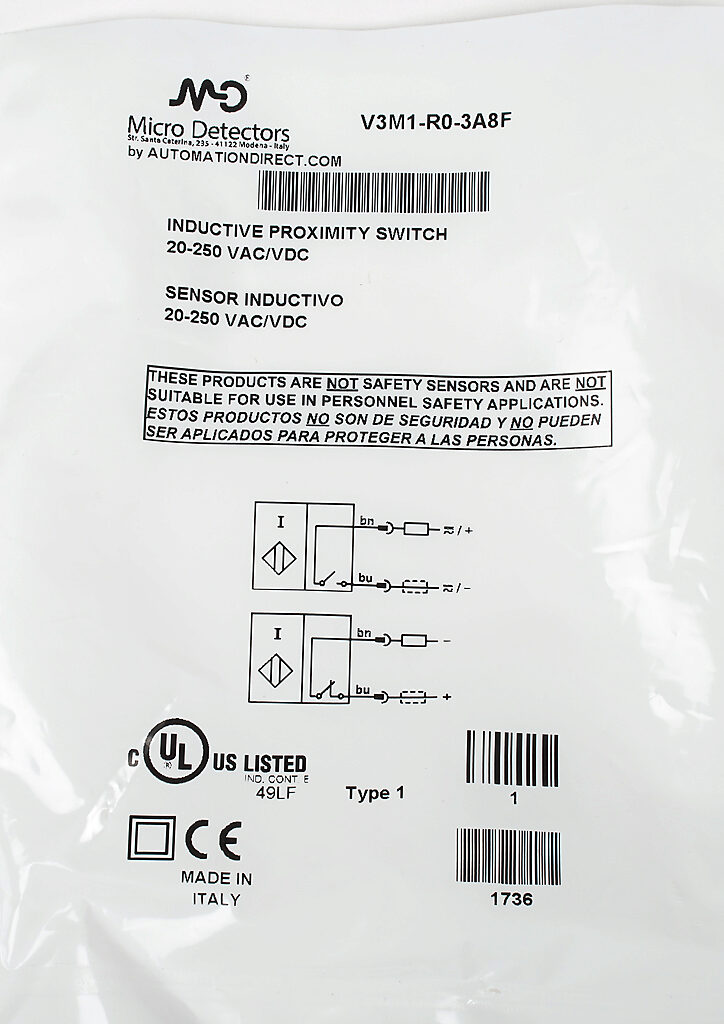 MD®
Micro Detectors
Str. Santa Caterina, 235 - 41122 Modena - Italy
by AUTOMATIONDIRECT.COM
V3M1-R0-3A8F
INDUCTIVE PROXIMITY SWITCH
20-250 VAC/VDC
SENSOR INDUCTIVO
20-250 VAC/VDC
THESE PRODUCTS ARE NOT SAFETY SENSORS AND ARE NOT
SUITABLE FOR USE IN PERSONNEL SAFETY APPLICATIONS.
ESTOS PRODUCTOS NO SON DE SEGURIDAD Y NO PUEDEN
SER APLICADOS PARA PROTEGER A LAS PERSONAS.
I
bn
≂/+
bu
≂/-
I
bn
-
bu
+
C UL® US LISTED
IND. CONT. E
49LF
Type 1
1
CE
MADE IN
ITALY
1736